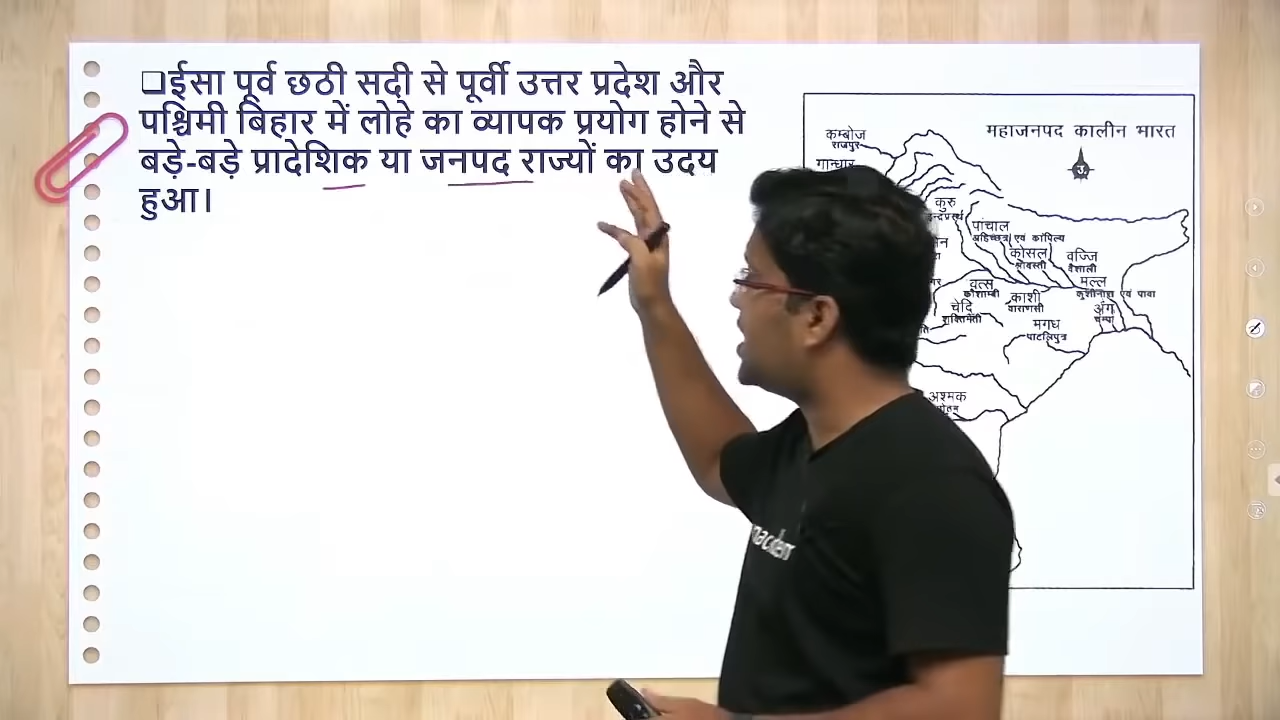 ❑ईसा पूर्व छठी सदी से पूर्वी उत्तर प्रदेश और
पश्चिमी बिहार में लोहे का व्यापक प्रयोग होने से
बड़े-बड़े प्रादेशिक या जनपद राज्यों का उदय
हुआ।
महाजनपद कालीन भारत
उ
कम्बोज
राजपुर
गान्धार
कुरु
पांचाल
अहिच्छत्र एवं कांपिल्य
कोसल
श्रावस्ती
वज्जि
वैशाली
मल्ल
कुशीनारा एवं पावा
वत्स
कौशाम्बी
काशी
वाराणसी
चेदि
शक्तिमती
अंग
चम्पा
मगध
पाटलिपुत्र
अश्मक